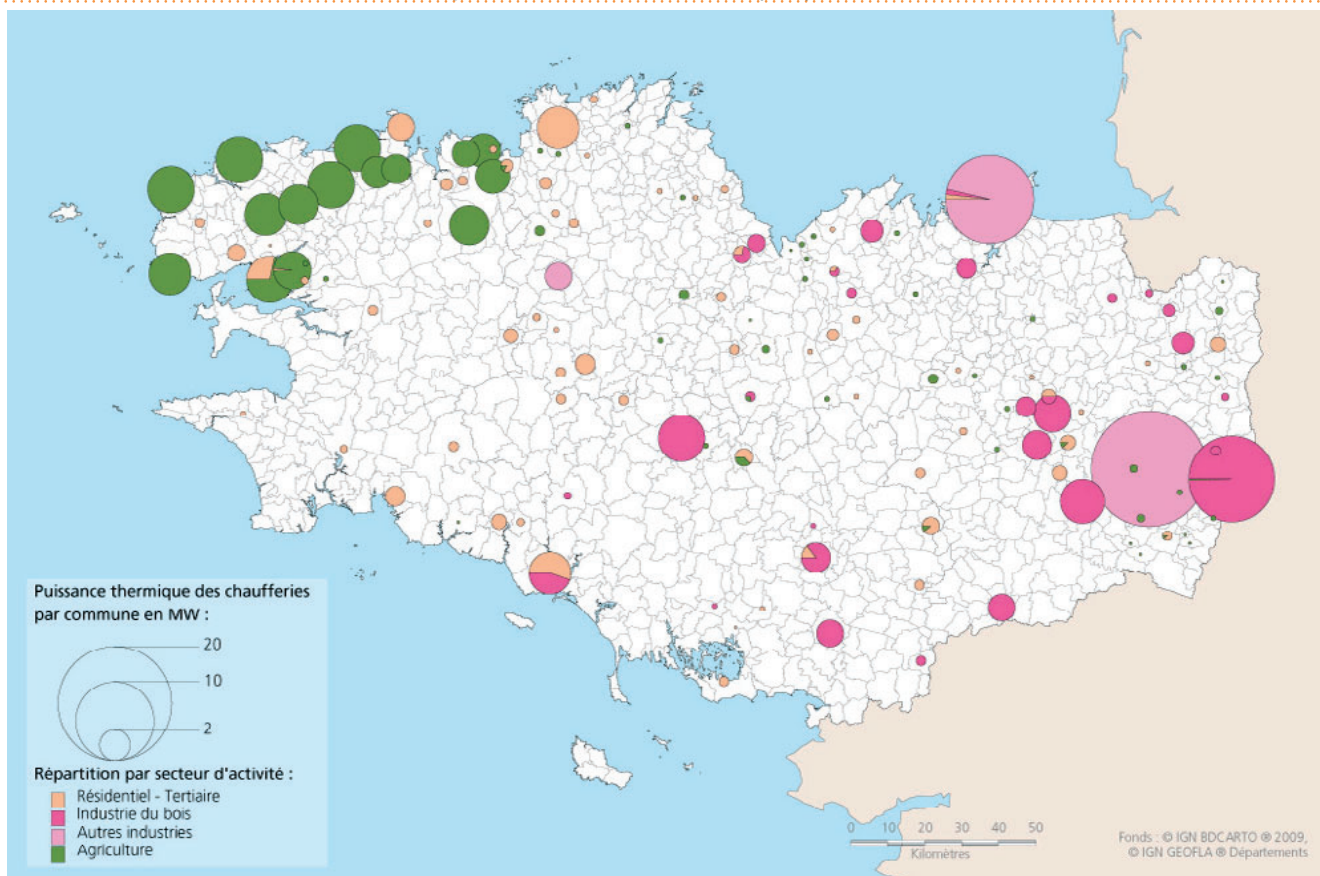 Puissance thermique des chaufferies
par commune en MW :
20
10
2
Répartition par secteur d'activité :
Résidentiel - Tertiaire
Industrie du bois
Autres industries
Agriculture
0 10 20 30 40 50
Kilomètres
Fonds : © IGN BDCARTO ® 2009,
© IGN GEOFLA ® Départements